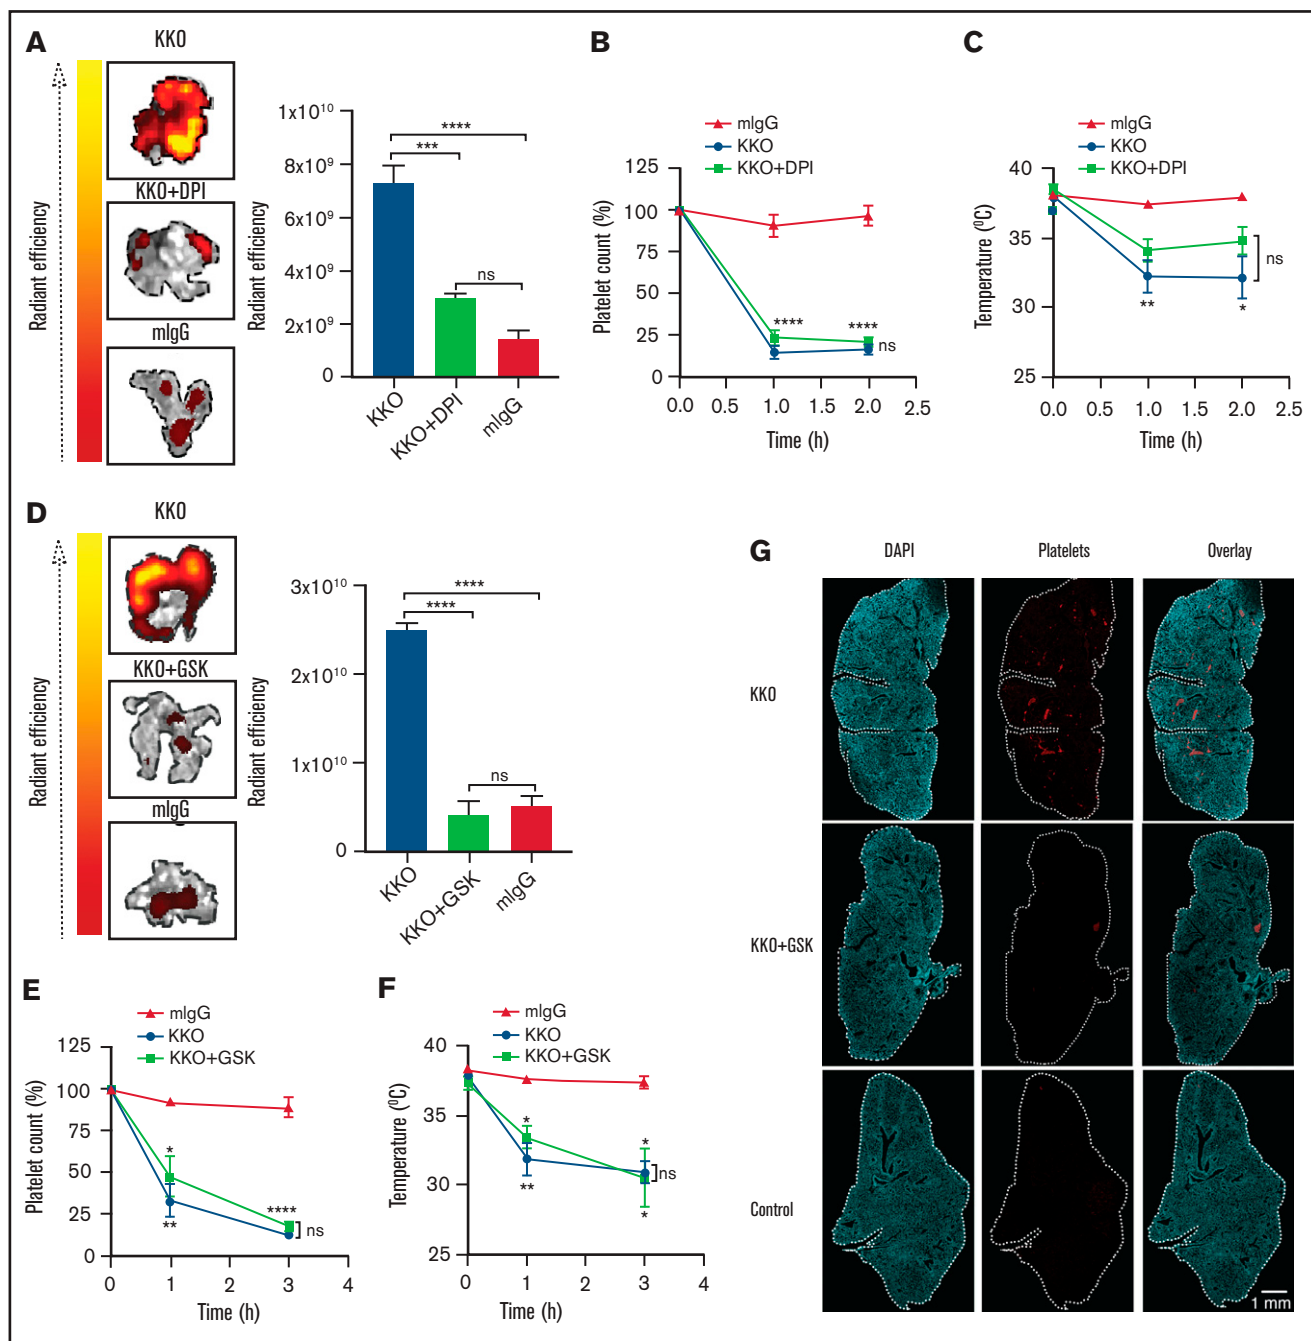 A
KKO
KKO+DPI
mIgG
Radiant efficiency
Radiant efficiency
1x10¹⁰
8x10⁹
6x10⁹
4x10⁹
2x10⁹
0
****
***
ns
KKO
KKO+DPI
mIgG
B
mIgG
KKO
KKO+DPI
Platelet count (%)
125
100
75
50
25
0
****
****
ns
0.0 0.5 1.0 1.5 2.0 2.5
Time (h)
C
mIgG
KKO
KKO+DPI
Temperature (⁰C)
40
35
30
25
**
*
ns
0.0 0.5 1.0 1.5 2.0 2.5
Time (h)
D
KKO
KKO+GSK
mIgG
Radiant efficiency
Radiant efficiency
3x10¹⁰
2x10¹⁰
1x10¹⁰
0
****
****
ns
KKO
KKO+GSK
mIgG
E
mIgG
KKO
KKO+GSK
Platelet count (%)
125
100
75
50
25
0
*
**
****
ns
0 1 2 3 4
Time (h)
F
mIgG
KKO
KKO+GSK
Temperature (⁰C)
40
35
30
25
*
**
*
*
ns
0 1 2 3 4
Time (h)
G
DAPI Platelets Overlay
KKO
KKO+GSK
Control
1 mm